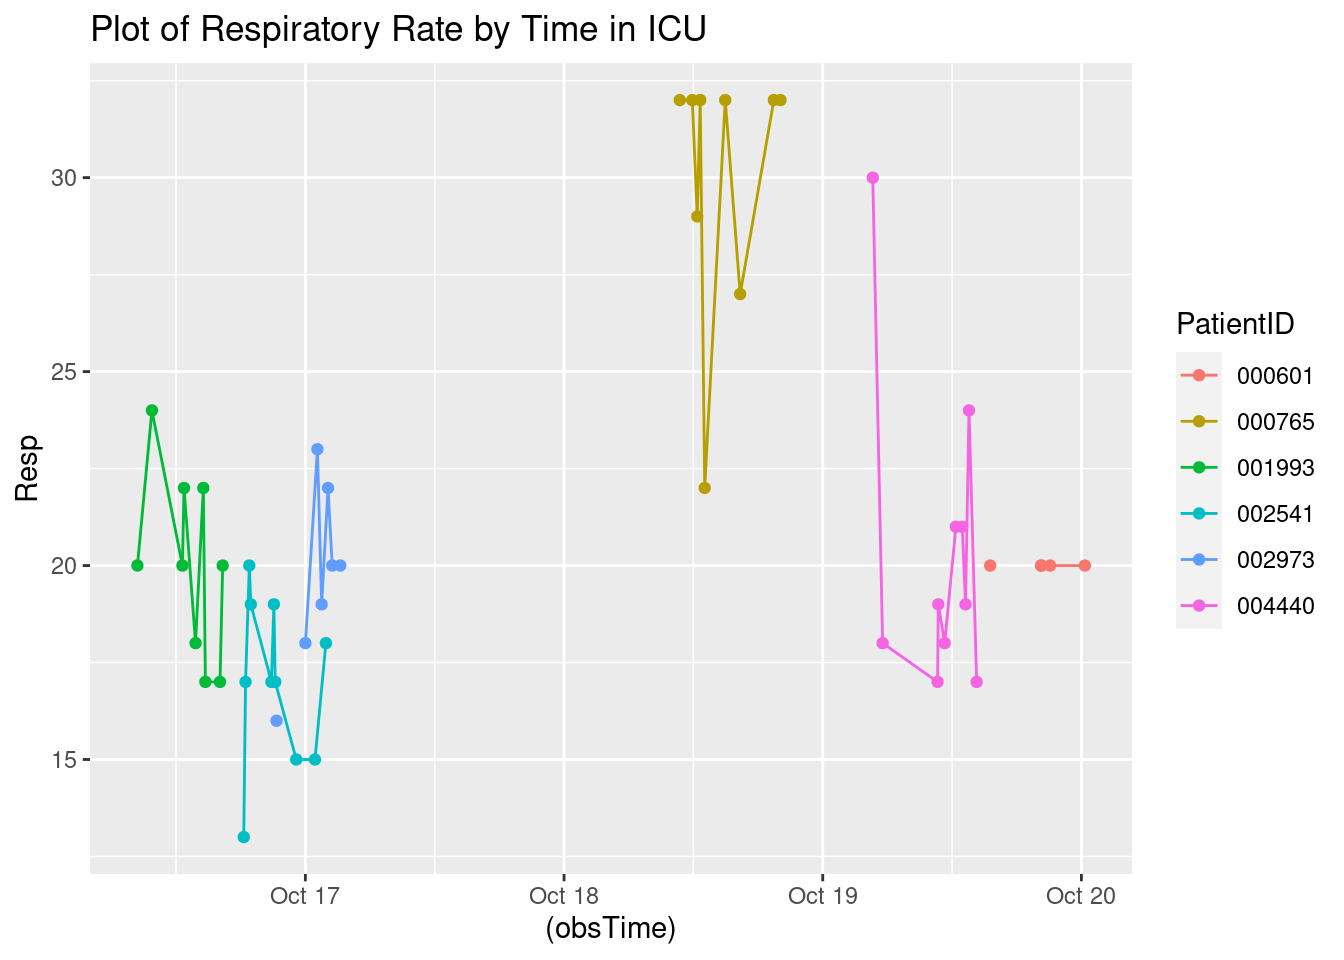 Plot of Respiratory Rate by Time in ICU
Resp
30
25
20
15
Oct 17
Oct 18
Oct 19
Oct 20
(obsTime)
PatientID
000601
000765
001993
002541
002973
004440